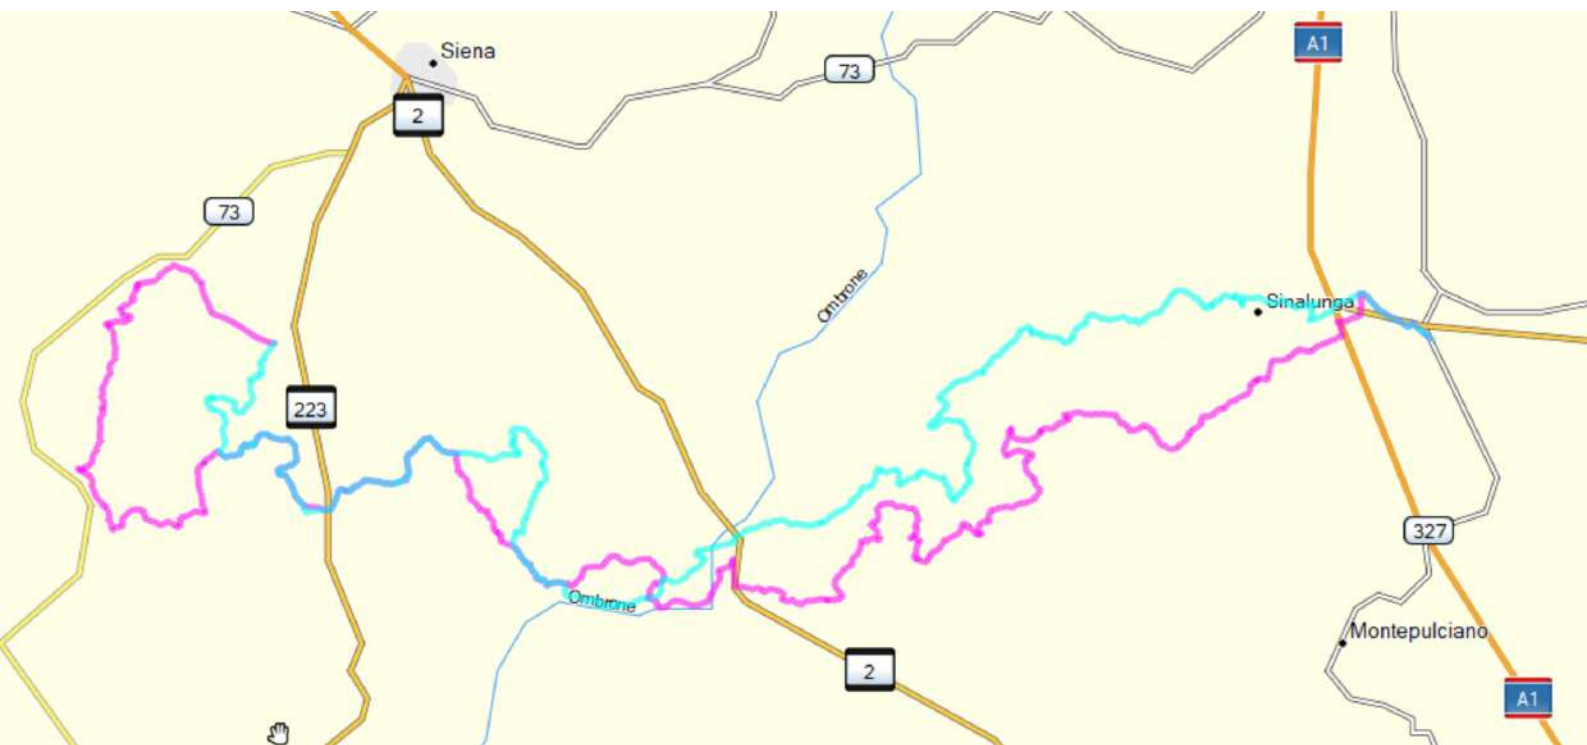 Siena
A1
73
2
73
Ombrone
Sinalunga
223
327
Ombrone
Montepulciano
2
A1